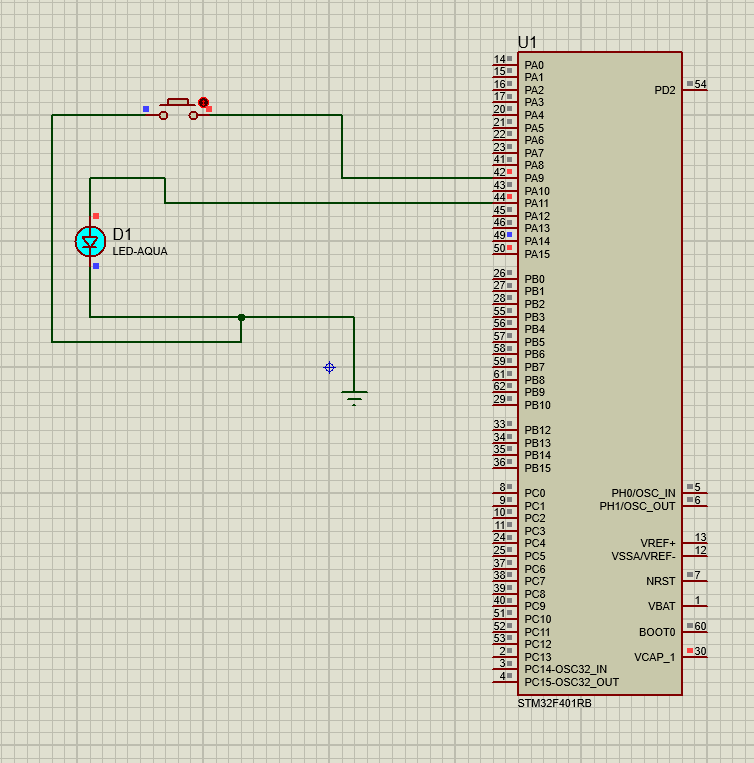 U1
14 PA0
15 PA1
16 PA2
17 PA3
20 PA4
21 PA5
22 PA6
23 PA7
41 PA8
42 PA9
43 PA10
44 PA11
45 PA12
46 PA13
49 PA14
50 PA15
PD2 54
D1
LED-AQUA
26 PB0
27 PB1
28 PB2
55 PB3
56 PB4
57 PB5
58 PB6
59 PB7
61 PB8
62 PB9
29 PB10
33 PB12
34 PB13
35 PB14
36 PB15
8 PC0
9 PC1
10 PC2
11 PC3
24 PC4
25 PC5
37 PC6
38 PC7
39 PC8
40 PC9
51 PC10
52 PC11
53 PC12
2 PC13
3 PC14-OSC32_IN
4 PC15-OSC32_OUT
PH0/OSC_IN 5
PH1/OSC_OUT 6
VREF+ 13
VSSA/VREF- 12
NRST 7
VBAT 1
BOOT0 60
VCAP_1 30
STM32F401RB